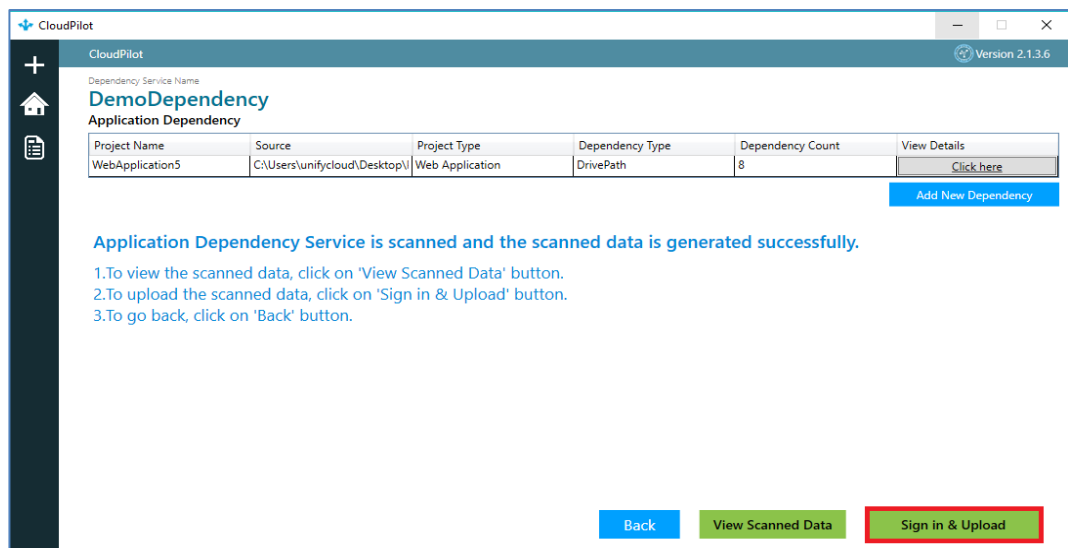 CloudPilot
CloudPilot Version 2.1.3.6
Dependency Service Name
DemoDependency
Application Dependency
Project Name Source Project Type Dependency Type Dependency Count View Details
WebApplication5 C:\Users\unifycloud\Desktop\ Web Application DrivePath 8 Click here
Add New Dependency
Application Dependency Service is scanned and the scanned data is generated successfully.
1.To view the scanned data, click on 'View Scanned Data' button.
2.To upload the scanned data, click on 'Sign in & Upload' button.
3.To go back, click on 'Back' button.
Back View Scanned Data Sign in & Upload